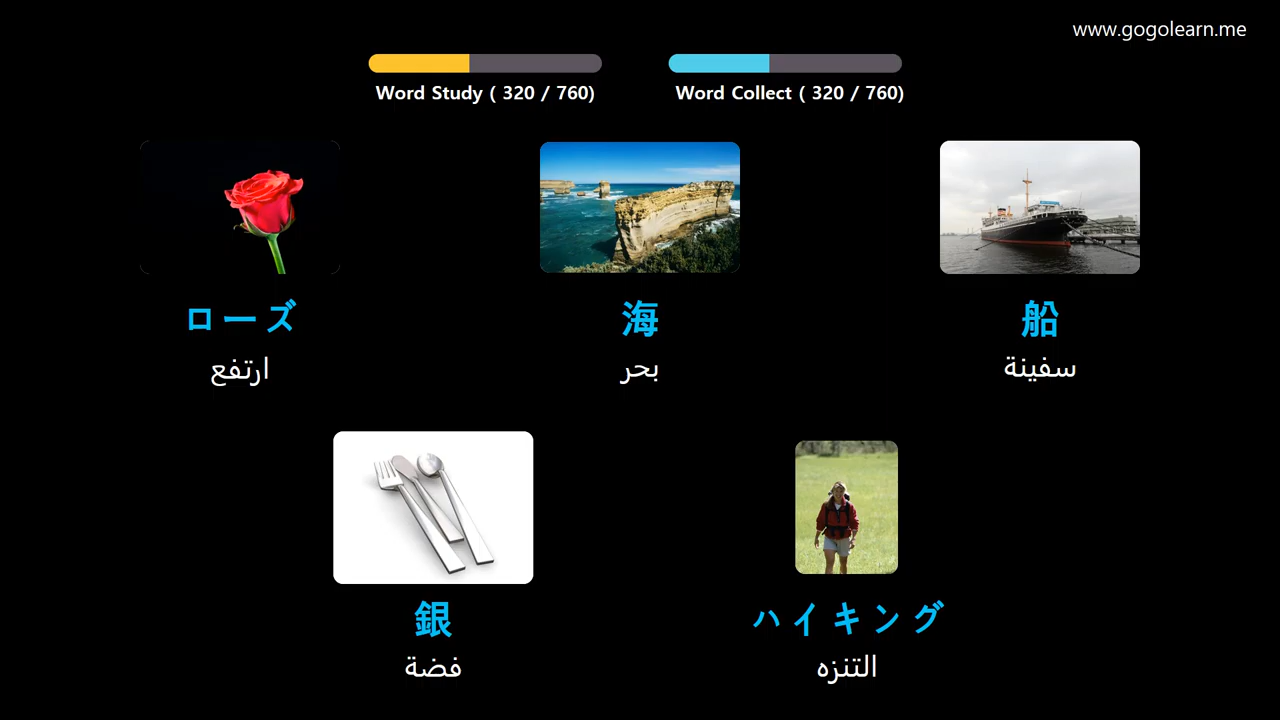 www.gogolearn.me
Word Study ( 320 / 760)
Word Collect ( 320 / 760)
ローズ
海
船
ارتفع
بحر
سفينة
銀
ハイキング
فضة
التنزه